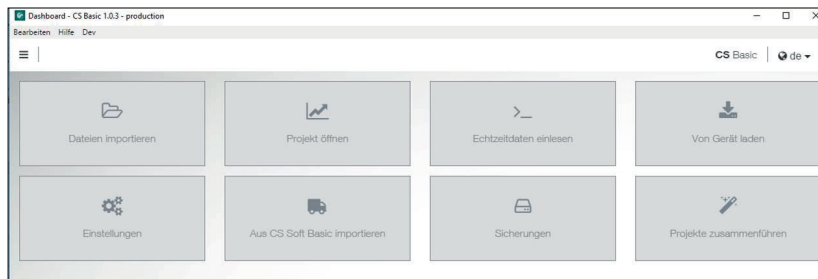 Dashboard - CS Basic 1.0.3 - production
Bearbeiten Hilfe Dev
CS Basic de
Dateien importieren
Projekt öffnen
Echtzeitdaten einlesen
Von Gerät laden
Einstellungen
Aus CS Soft Basic importieren
Sicherungen
Projekte zusammenführen